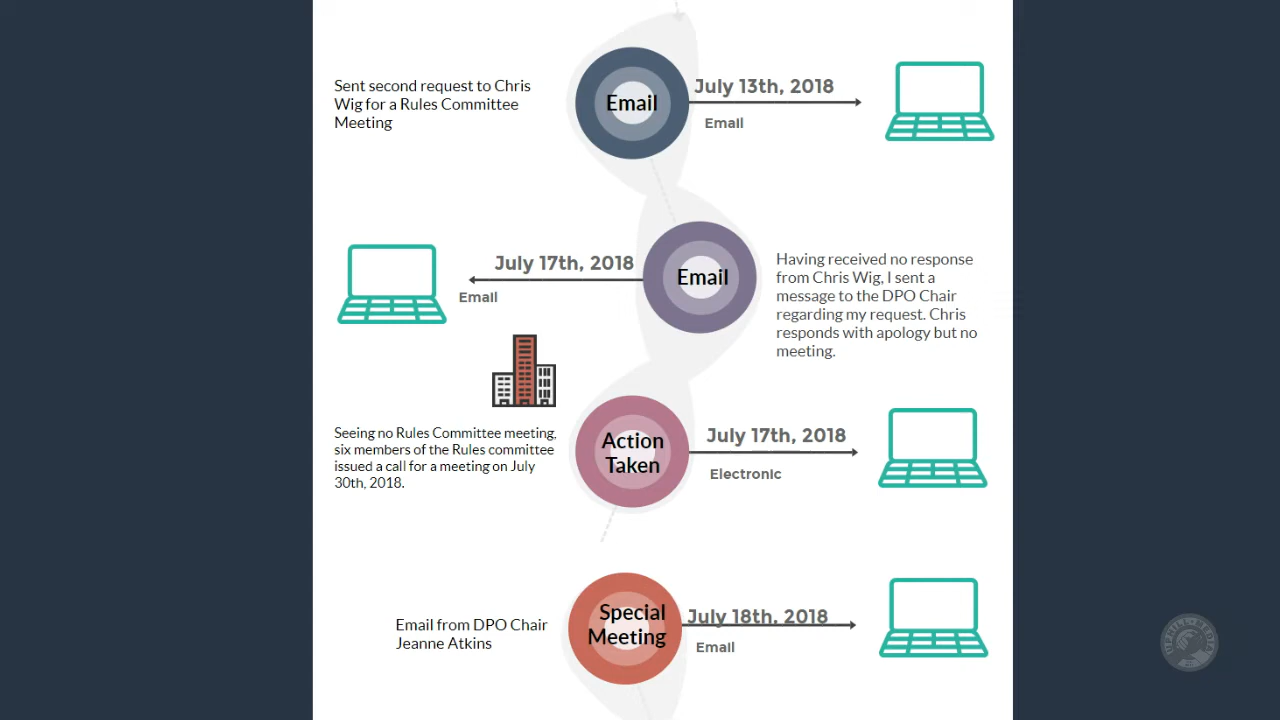 Sent second request to Chris
Wig for a Rules Committee
Meeting
Email
July 13th, 2018
Email
July 17th, 2018
Email
Email
Having received no response
from Chris Wig, I sent a
message to the DPO Chair
regarding my request. Chris
responds with apology but no
meeting.
Seeing no Rules Committee meeting,
six members of the Rules committee
issued a call for a meeting on July
30th, 2018.
Action
Taken
July 17th, 2018
Electronic
Email from DPO Chair
Jeanne Atkins
Special
Meeting
July 18th, 2018
Email